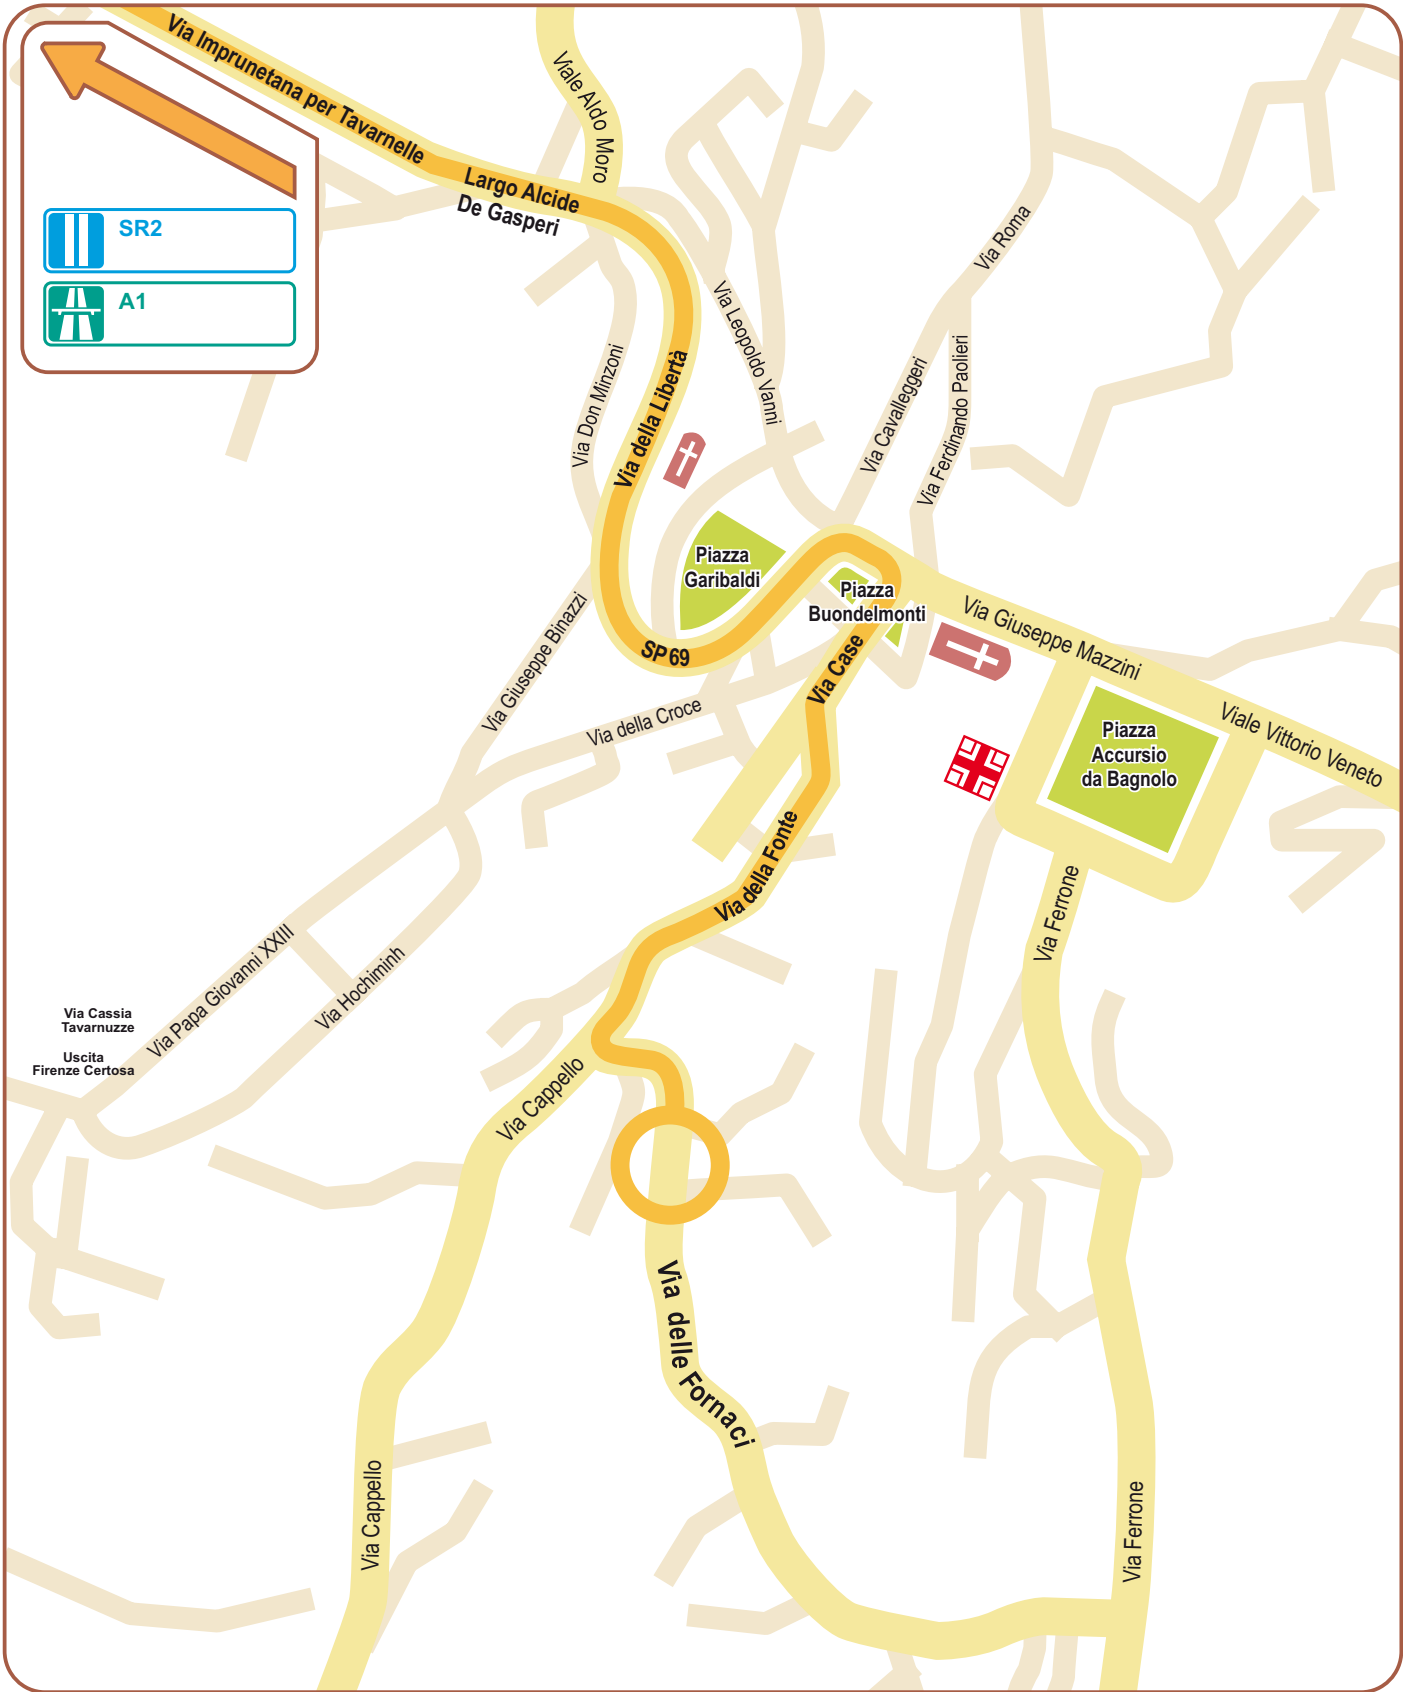 Via Imprunetana per Tavarnelle
Viale Aldo Moro
Largo Alcide
De Gasperi
SR2
A1
Via Roma
Via Leopoldo Vanni
Via Don Minzoni
Via della Libertà
Via Cavalleggeri
Via Ferdinando Paolieri
Piazza
Garibaldi
Piazza
Buondelmonti
Via Giuseppe Mazzini
Via Giuseppe Binazzi
SP 69
Via Case
Via della Croce
Viale Vittorio Veneto
Piazza
Accursio
da Bagnolo
Via della Fonte
Via Ferrone
Via Papa Giovanni XXIII
Via Hochiminh
Via Cassia
Tavarnuzze
Uscita
Firenze Certosa
Via Cappello
Via delle Fornaci
Via Cappello
Via Ferrone